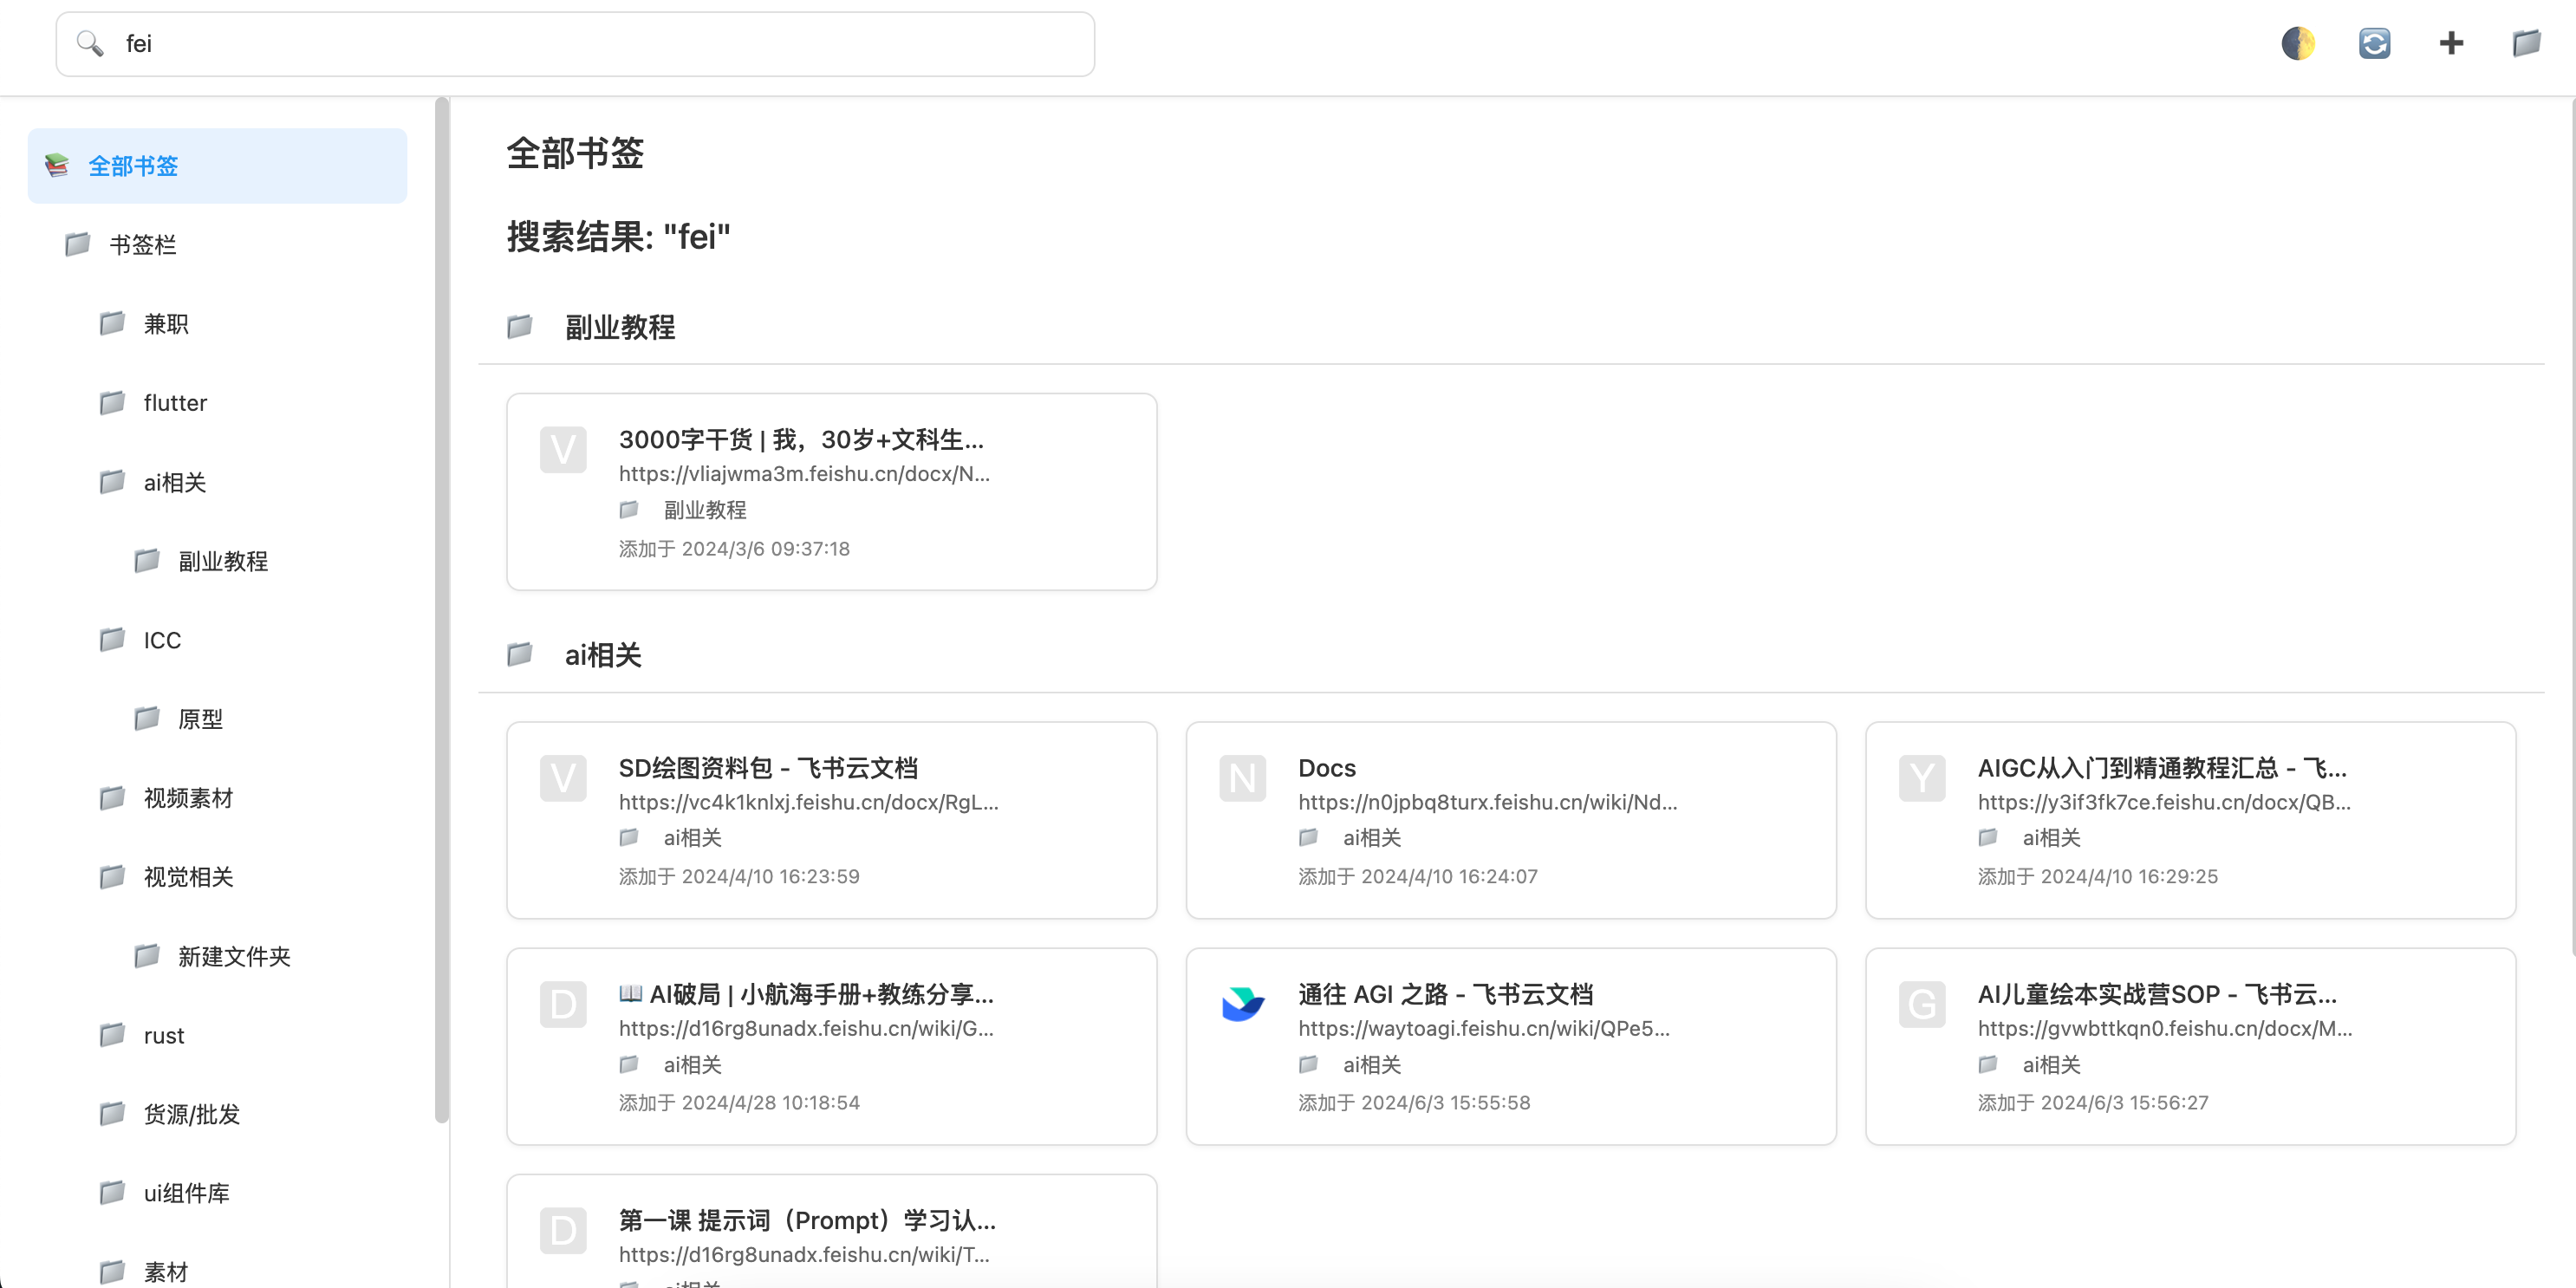 fei
全部书签
书签栏
兼职
flutter
ai相关
副业教程
ICC
原型
视频素材
视觉相关
新建文件夹
rust
货源/批发
ui组件库
素材
全部书签
搜索结果: "fei"
副业教程
V
3000字干货 | 我，30岁+文科生...
https://vliajwma3m.feishu.cn/docx/N...
副业教程
添加于 2024/3/6 09:37:18
ai相关
V
SD绘图资料包 - 飞书云文档
https://vc4k1knlxj.feishu.cn/docx/RgL...
ai相关
添加于 2024/4/10 16:23:59
N
Docs
https://n0jpbq8turx.feishu.cn/wiki/Nd...
ai相关
添加于 2024/4/10 16:24:07
Y
AIGC从入门到精通教程汇总 - 飞...
https://y3if3fk7ce.feishu.cn/docx/QB...
ai相关
添加于 2024/4/10 16:29:25
D
📖 AI破局 | 小航海手册+教练分享...
https://d16rg8unadx.feishu.cn/wiki/G...
ai相关
添加于 2024/4/28 10:18:54
通往 AGI 之路 - 飞书云文档
https://waytoagi.feishu.cn/wiki/QPe5...
ai相关
添加于 2024/6/3 15:55:58
G
AI儿童绘本实战营SOP - 飞书云...
https://gvwbttkqn0.feishu.cn/docx/M...
ai相关
添加于 2024/6/3 15:56:27
D
第一课 提示词（Prompt）学习认...
https://d16rg8unadx.feishu.cn/wiki/T...
ai相关